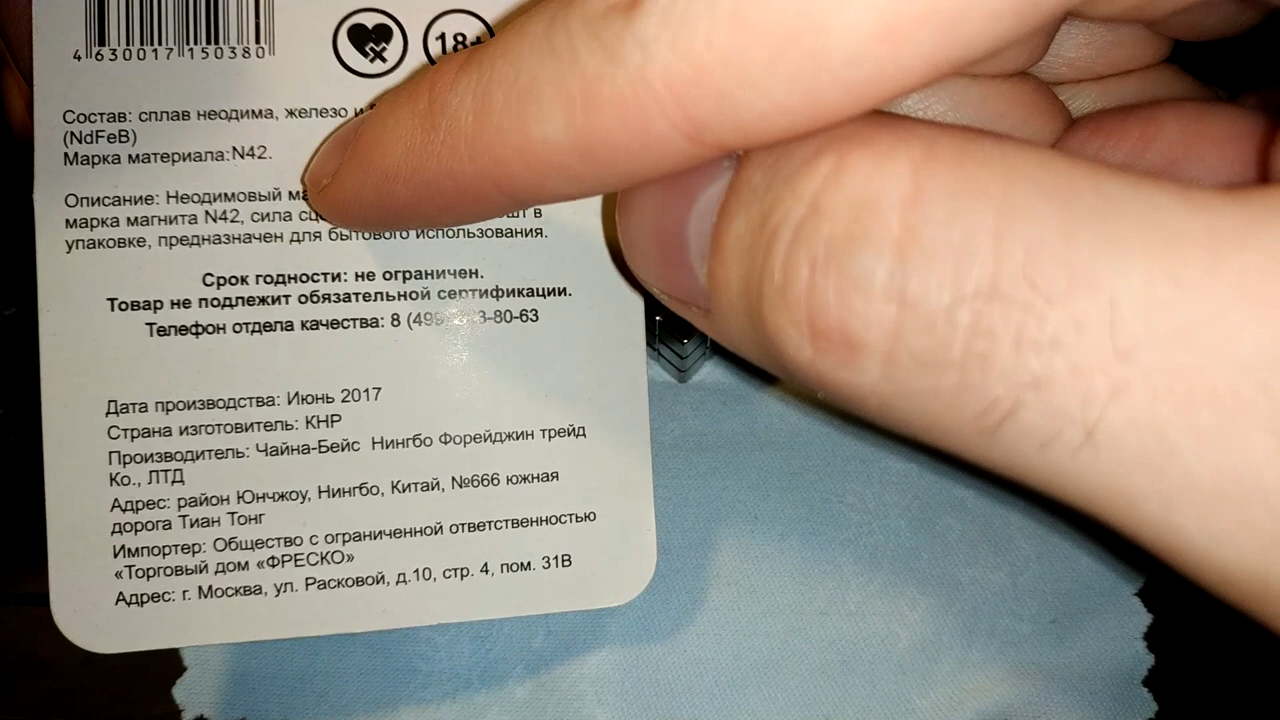 4 630017 150380
18+
Состав: сплав неодима, железо и
(NdFeB)
Марка материала:N42.
Описание: Неодимовый
марка магнита N42, сила в
упаковке, предназначен для бытового использования.
Срок годности: не ограничен.
Товар не подлежит обязательной сертификации.
Телефон отдела качества: 8 -80-63
Дата производства: Июнь 2017
Страна изготовитель: КНР
Производитель: Чайна-Бейс Нингбо Форейджин трейд
Ко., ЛТД
Адрес: район Юнчжоу, Нингбо, Китай, №666 южная
дорога Тиан Тонг
Импортер: Общество с ограниченной ответственностью
«Торговый дом «ФРЕСКО»
Адрес: г. Москва, ул. Расковой, д.10, стр. 4, пом. 31В